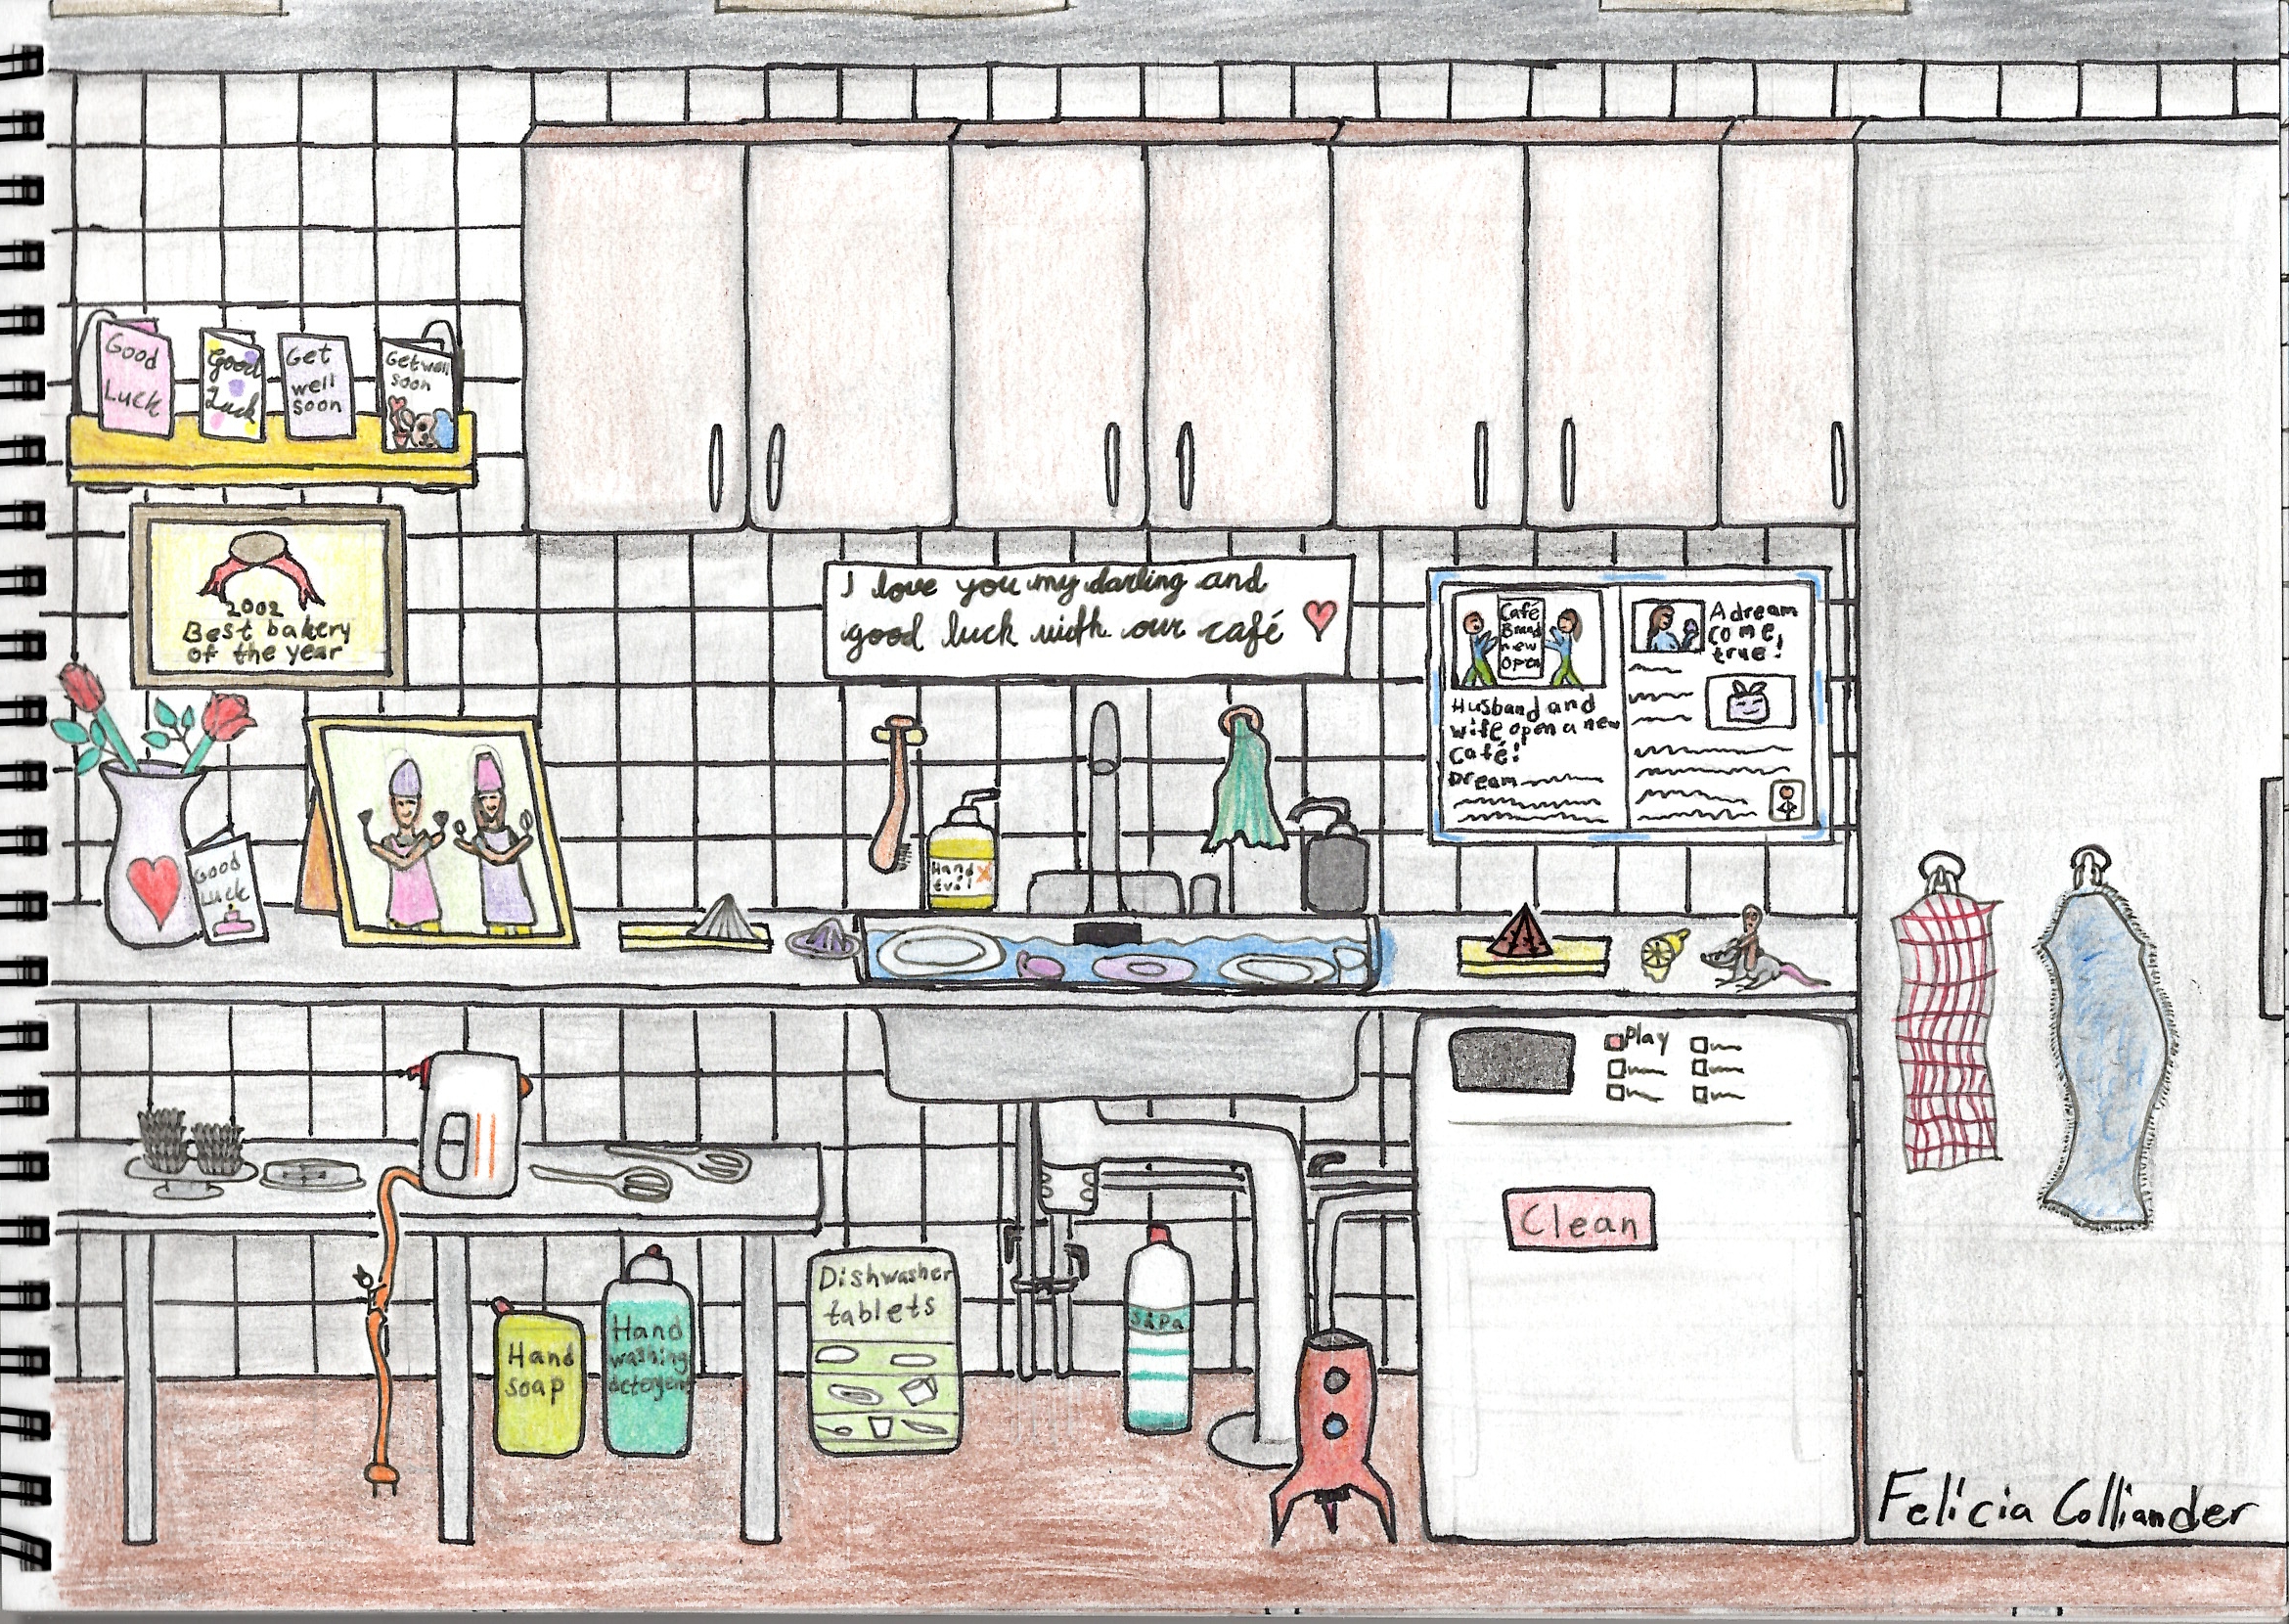 Good
Luck
Good
Luck
Get
well
soon
Get well
soon
2002
Best bakery
of the year
Good
Luck
I love you my darling and
good luck with our café
Café
Brand
new
Open
Husband and
wife open a new
café!
Dream
A dream
come
true!
Hand
tvål
Play
Clean
Hand
soap
Hand
washing
detergent
Dishwasher
tablets
Såpa
Felicia Colliander